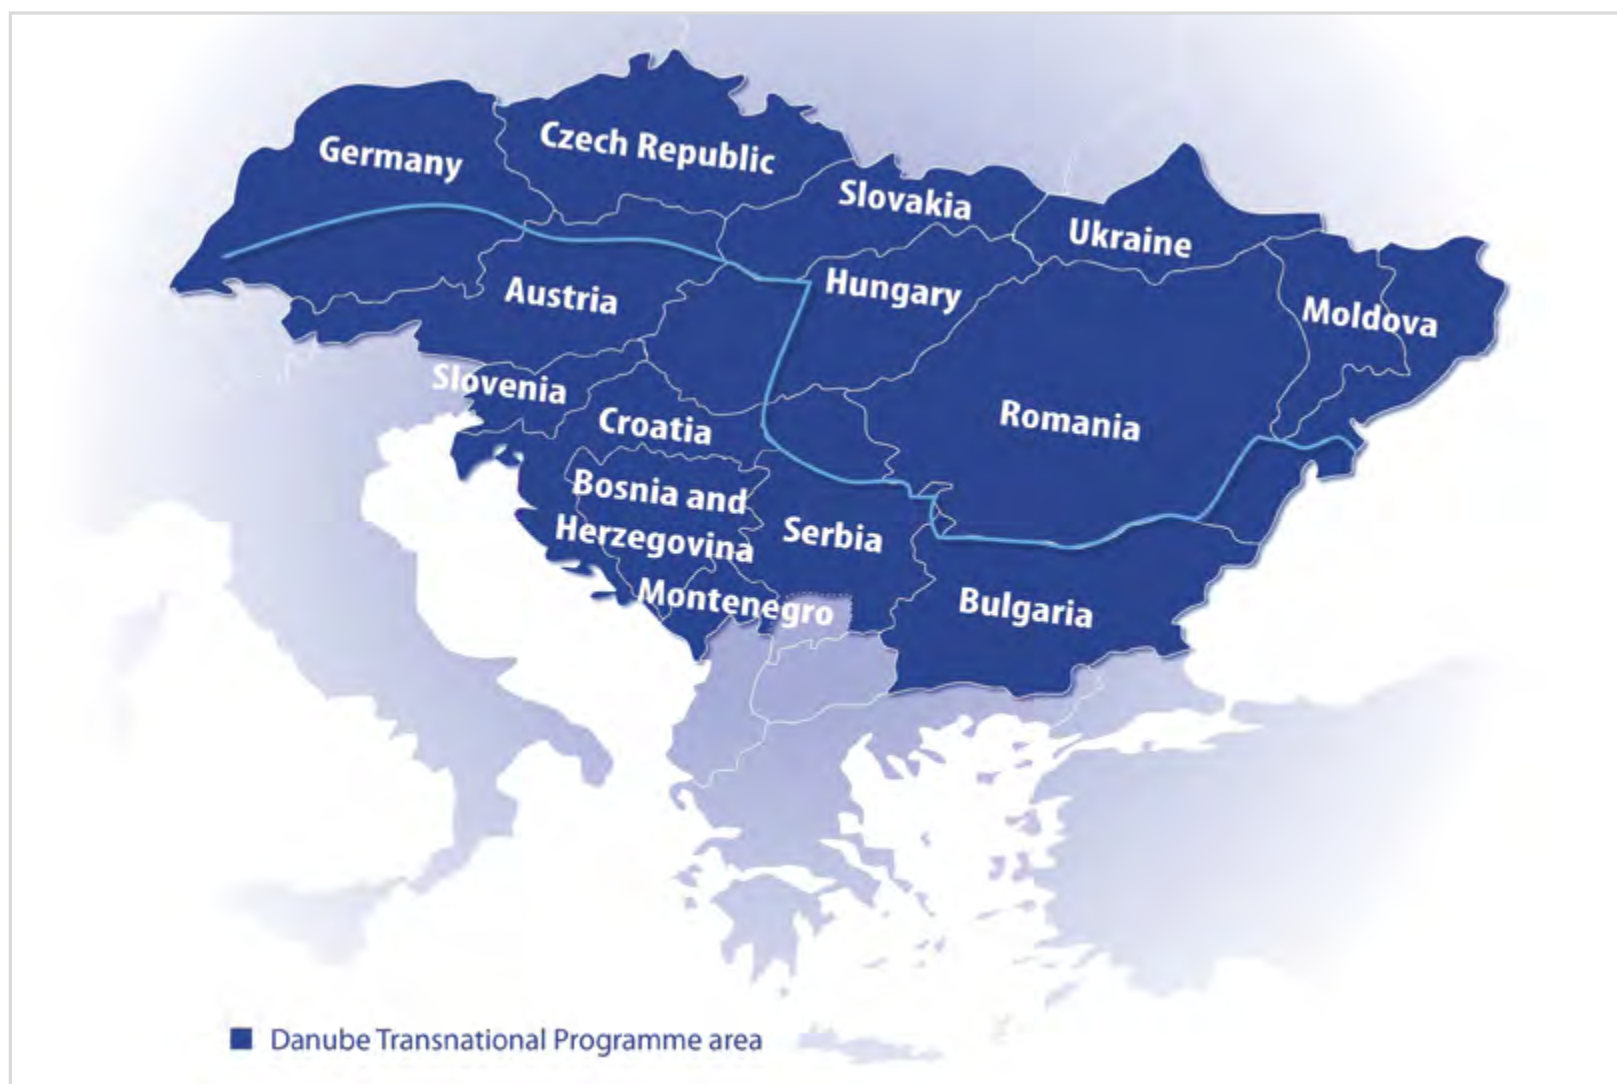 Germany
Czech Republic
Slovakia
Ukraine
Austria
Hungary
Moldova
Slovenia
Croatia
Romania
Bosnia and
Herzegovina
Serbia
Montenegro
Bulgaria
Danube Transnational Programme area